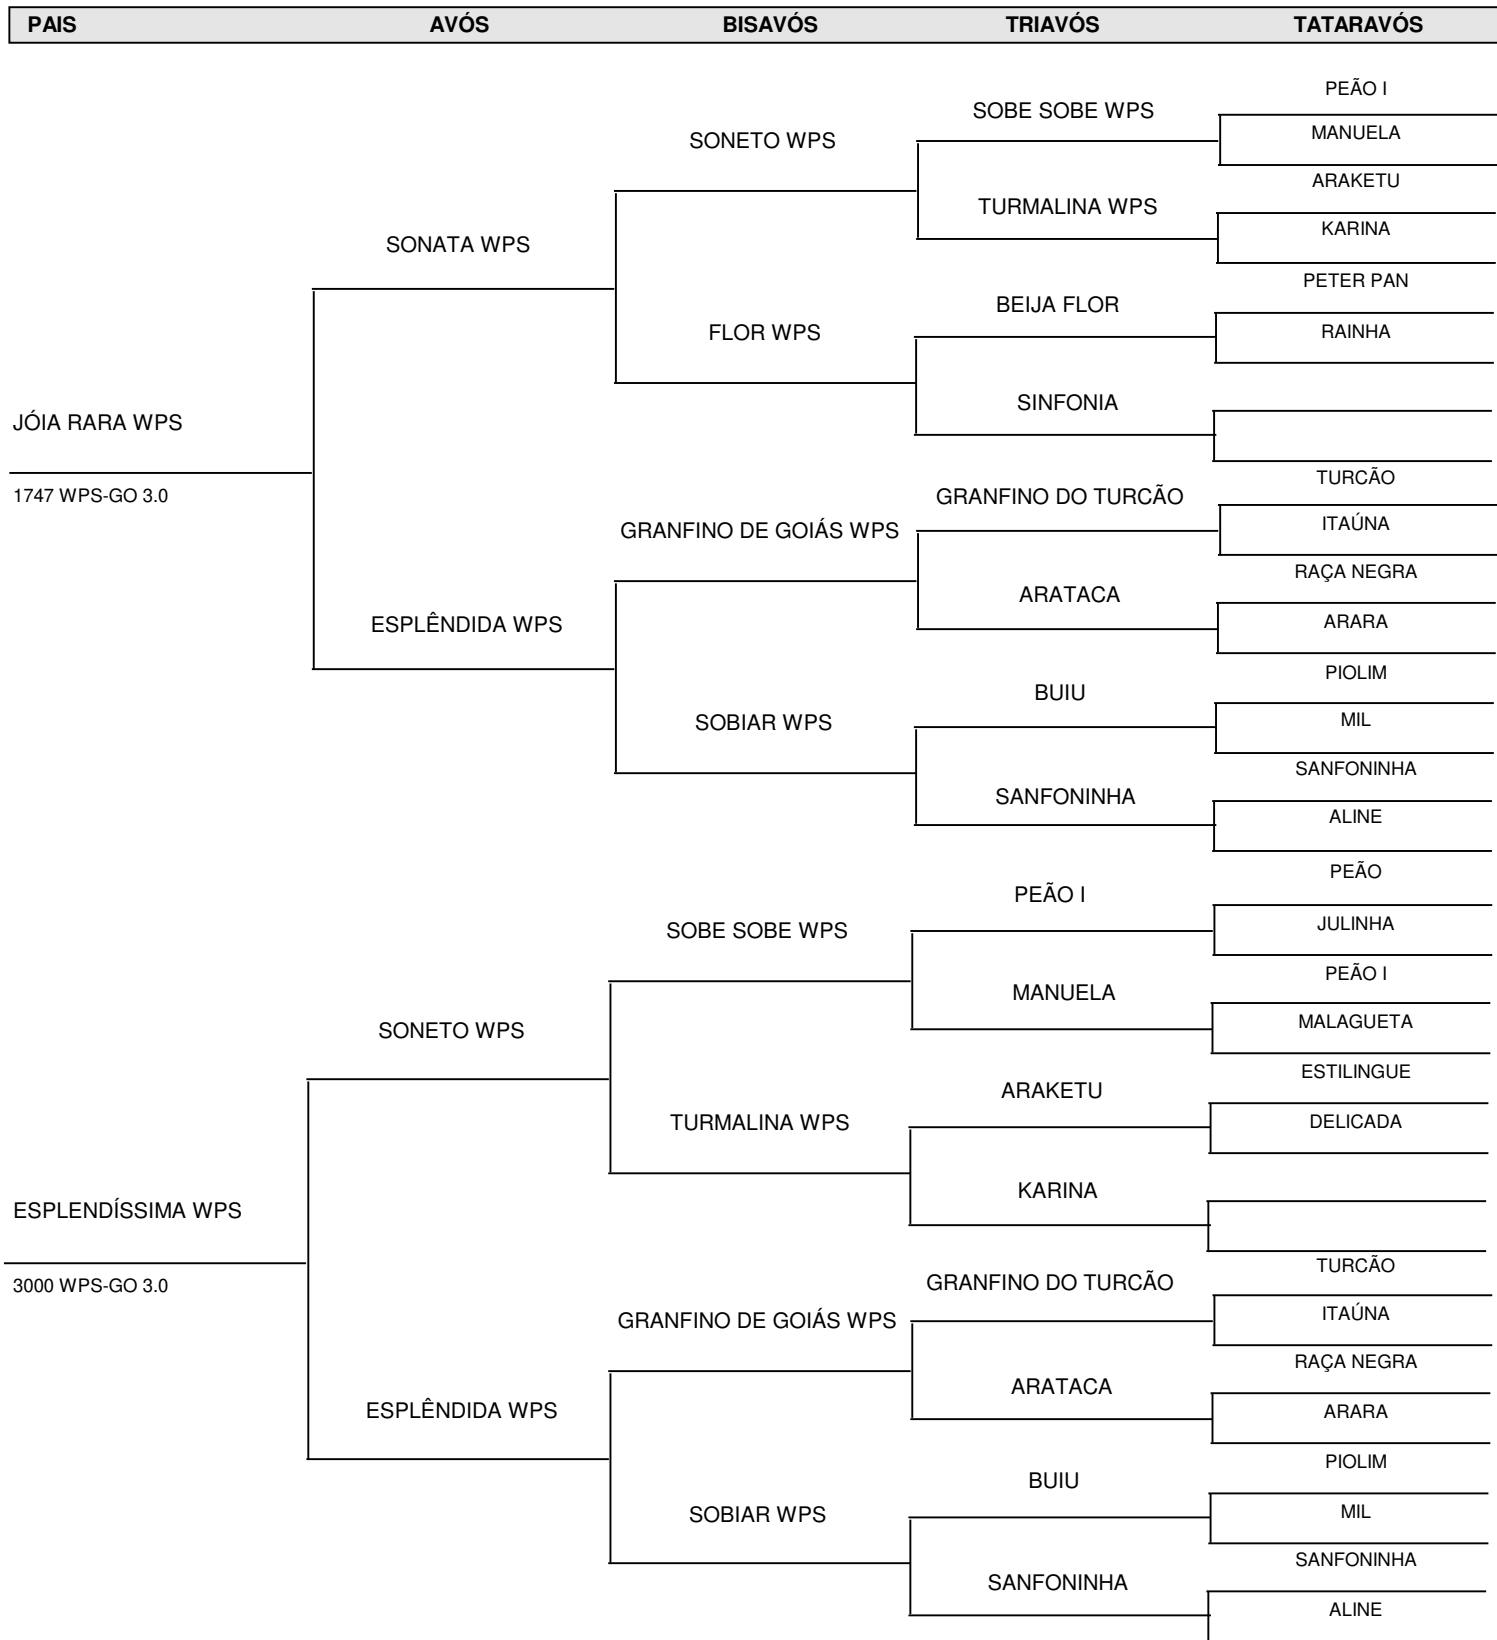 PAIS AVÓS BISAVÓS TRIAVÓS TATARAVÓS
PEÃO I
SOBE SOBE WPS
MANUELA
SONETO WPS
ARAKETU
TURMALINA WPS
KARINA
SONATA WPS
PETER PAN
BEIJA FLOR
RAINHA
FLOR WPS
SINFONIA
JÓIA RARA WPS
TURCÃO
1747 WPS-GO 3.0
GRANFINO DO TURCÃO
ITAÚNA
GRANFINO DE GOIÁS WPS
RAÇA NEGRA
ARATACA
ARARA
ESPLÊNDIDA WPS
PIOLIM
BUIU
MIL
SOBIAR WPS
SANFONINHA
SANFONINHA
ALINE
PEÃO
PEÃO I
JULINHA
SOBE SOBE WPS
PEÃO I
MANUELA
MALAGUETA
SONETO WPS
ESTILINGUE
ARAKETU
DELICADA
TURMALINA WPS
KARINA
ESPLENDÍSSIMA WPS
TURCÃO
3000 WPS-GO 3.0
GRANFINO DO TURCÃO
ITAÚNA
GRANFINO DE GOIÁS WPS
RAÇA NEGRA
ARATACA
ARARA
ESPLÊNDIDA WPS
PIOLIM
BUIU
MIL
SOBIAR WPS
SANFONINHA
SANFONINHA
ALINE